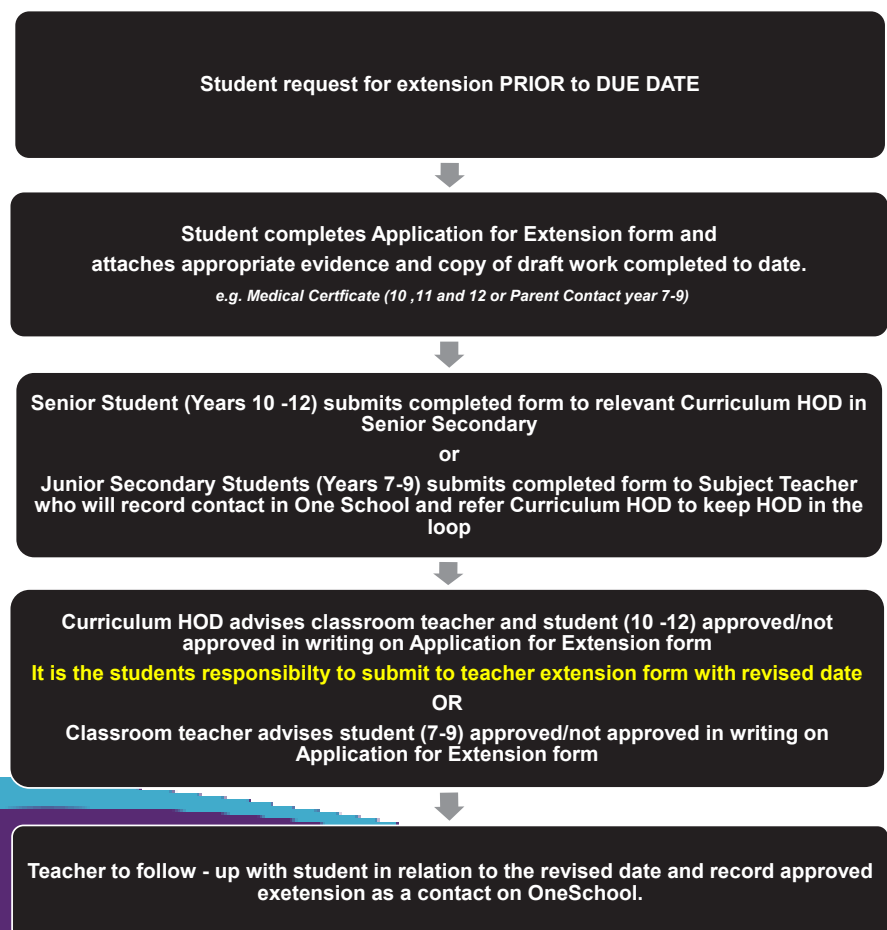 Student request for extension PRIOR to DUE DATE
Student completes Application for Extension form and
attaches appropriate evidence and copy of draft work completed to date.
e.g. Medical Certficate (10 ,11 and 12 or Parent Contact year 7-9)
Senior Student (Years 10 -12) submits completed form to relevant Curriculum HOD in
Senior Secondary
or
Junior Secondary Students (Years 7-9) submits completed form to Subject Teacher
who will record contact in One School and refer Curriculum HOD to keep HOD in the
loop
Curriculum HOD advises classroom teacher and student (10 -12) approved/not
approved in writing on Application for Extension form
It is the students responsibilty to submit to teacher extension form with revised date
OR
Classroom teacher advises student (7-9) approved/not approved in writing on
Application for Extension form
Teacher to follow - up with student in relation to the revised date and record approved
exetension as a contact on OneSchool.